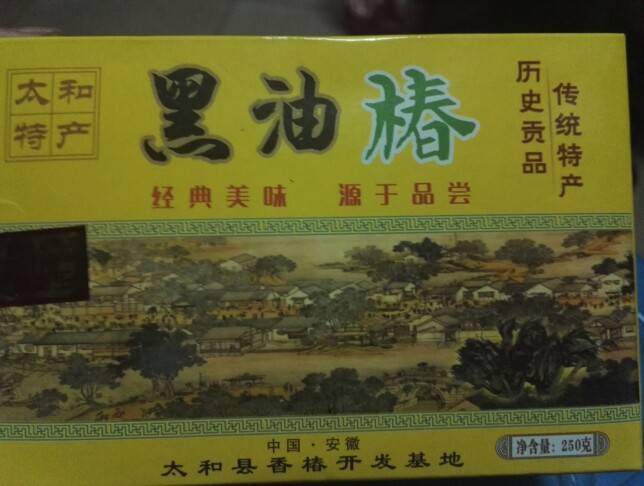 太和
特产
黑油椿
历史贡品
传统特产
经典美味 源于品尝
中国·安徽
太和县香椿开发基地
净含量: 250克